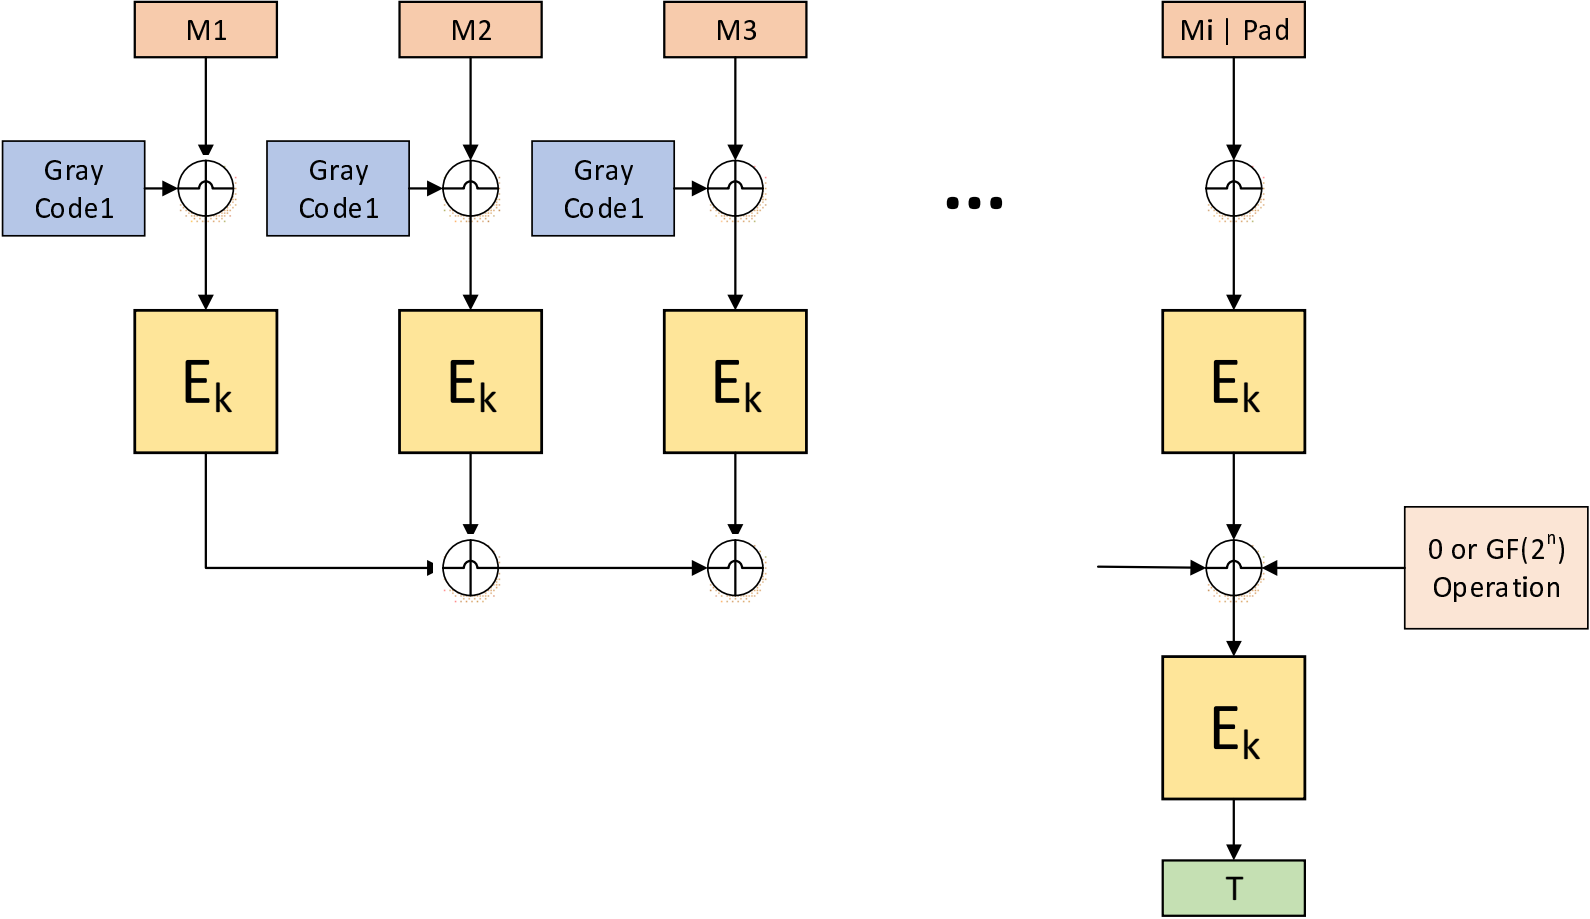 M1
M2
M3
Mi | Pad
Gray
Code1
Gray
Code1
Gray
Code1
...
Ek
Ek
Ek
Ek
0 or GF(2ⁿ)
Operation
Ek
T